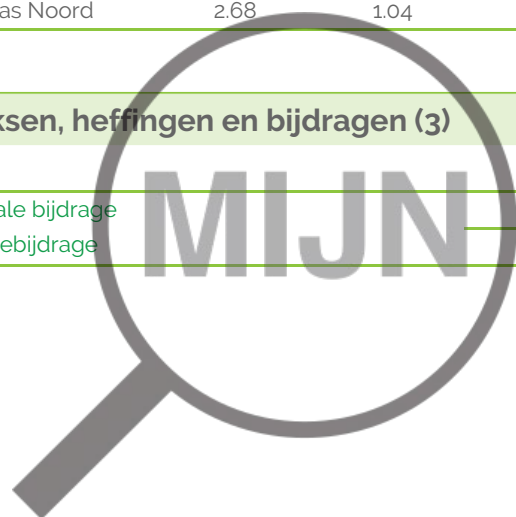 as Noord 2.68 1.04
ksen, heffingen en bijdragen (3)
ale bijdrage
ebijdrage
MIJN